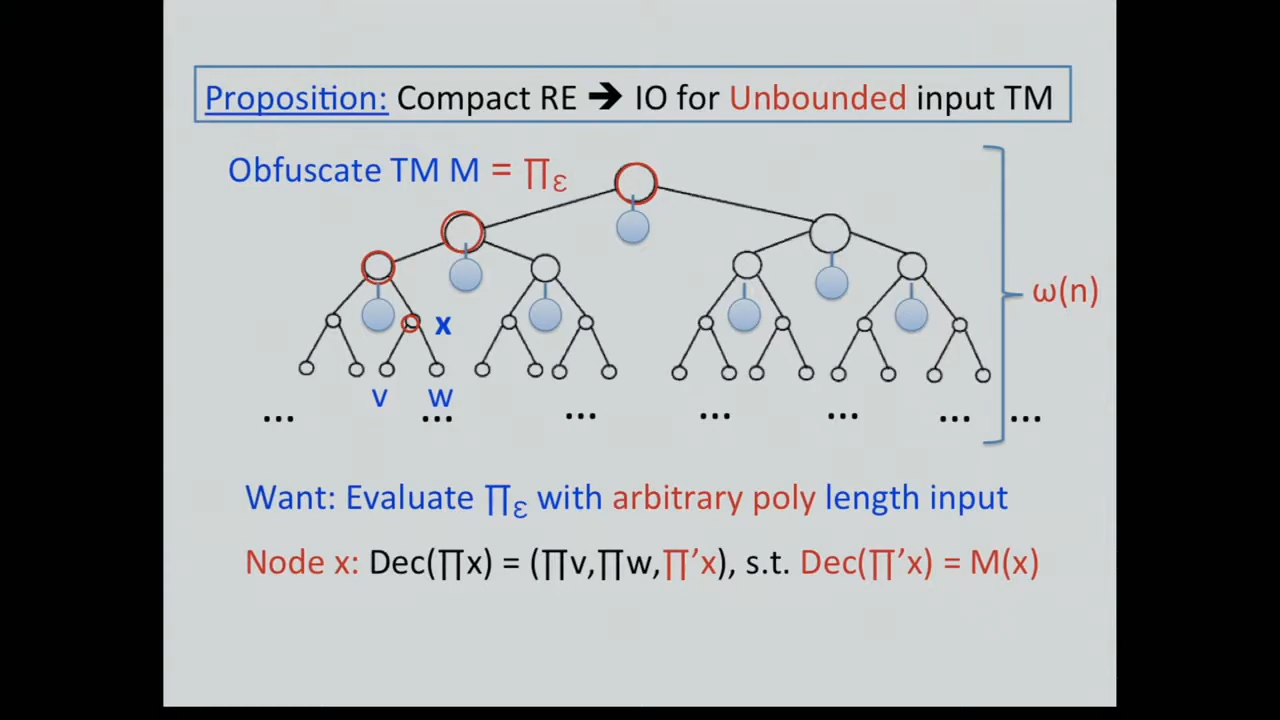 Proposition: Compact RE ➔ IO for Unbounded input TM
Obfuscate TM M = ∏ε
ω(n)
x
v w
... ... ... ... ... ... ...
Want: Evaluate ∏ε with arbitrary poly length input
Node x: Dec(∏x) = (∏v,∏w,∏’x), s.t. Dec(∏’x) = M(x)